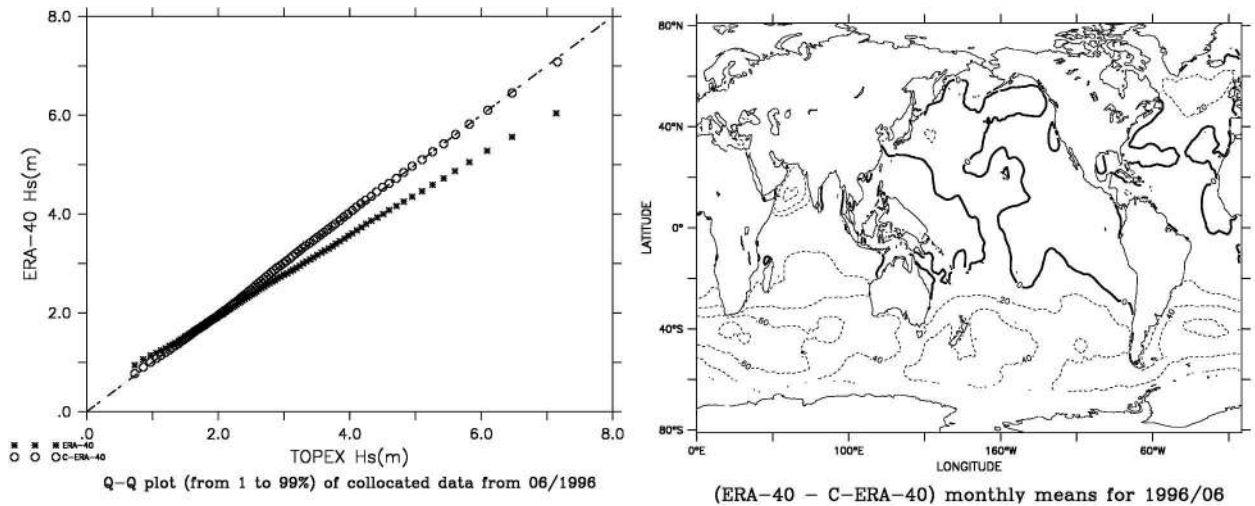 8.0
6.0
4.0
2.0
.0
ERA-40 Hs(m)
.0 2.0 4.0 6.0 8.0
TOPEX Hs(m)
ERA-40
C-ERA-40
Q-Q plot (from 1 to 99%) of collocated data from 06/1996
80°N
40°N
0°
40°S
80°S
LATITUDE
0°E 100°E 160°W 60°W
LONGITUDE
(ERA-40 - C-ERA-40) monthly means for 1996/06